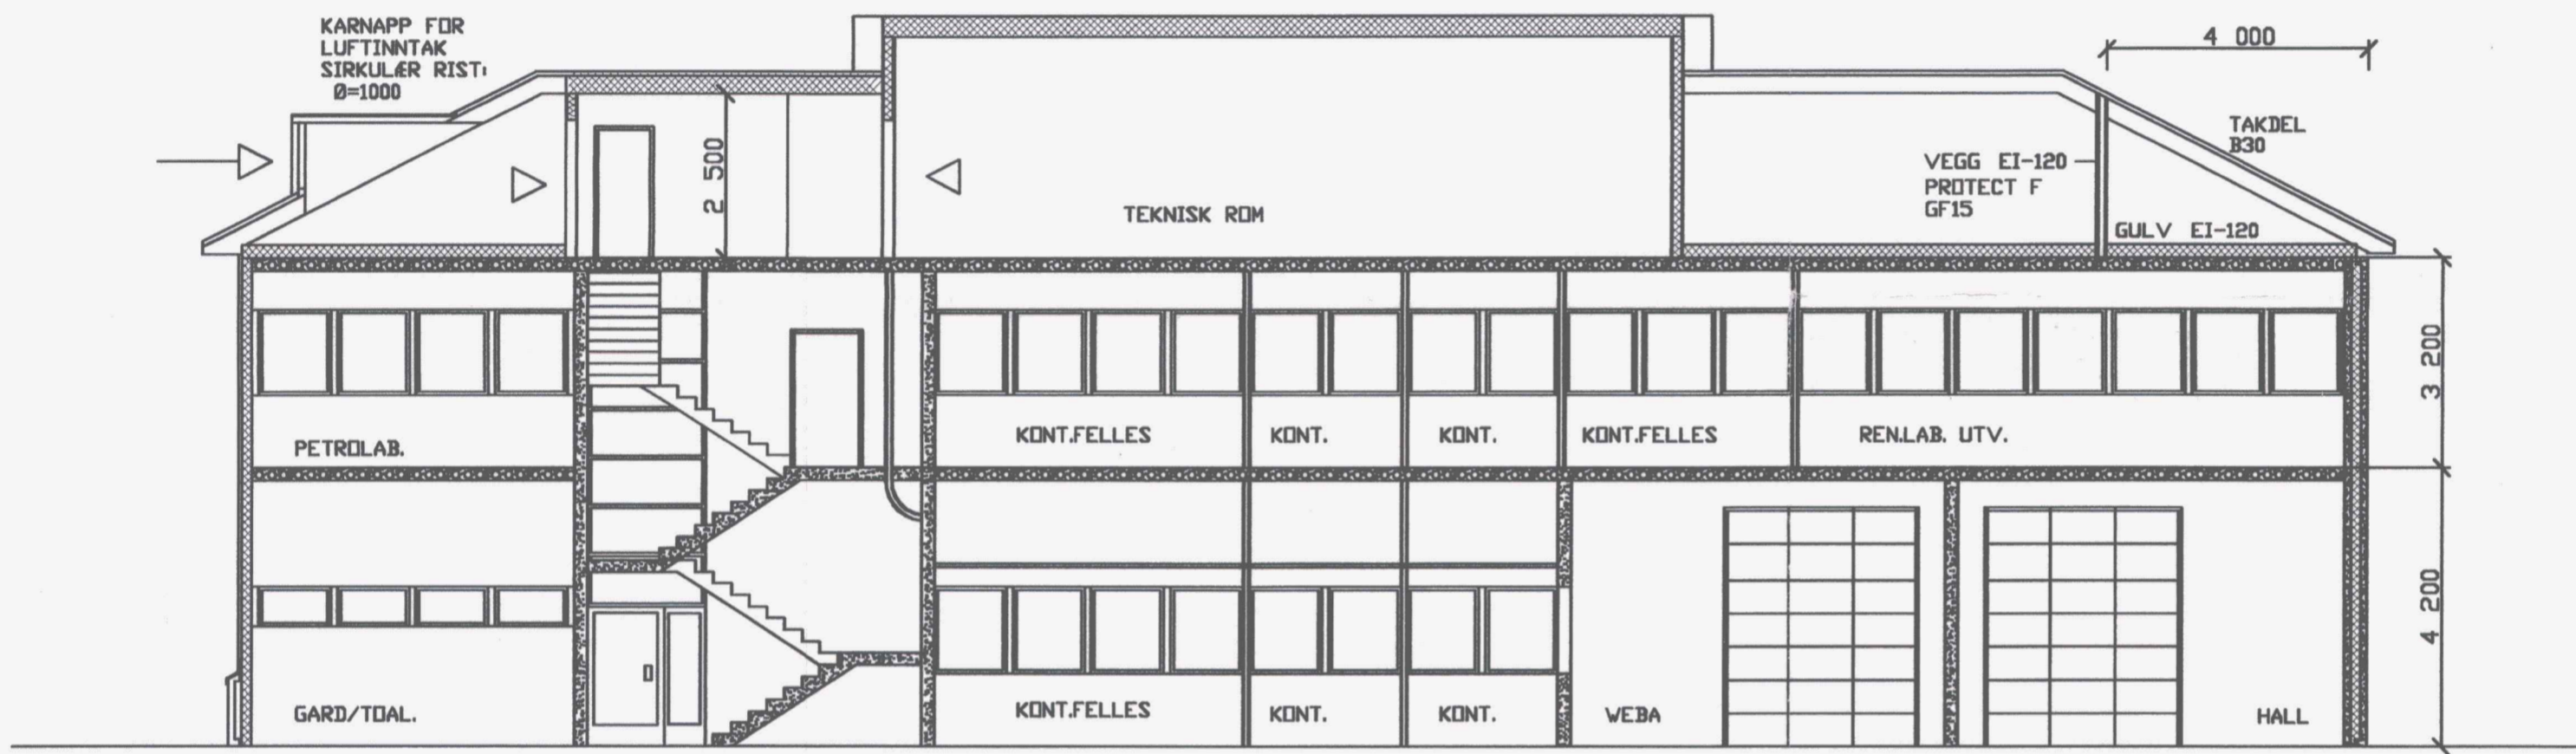 KARNAPP FOR
LUFTINNTAK
SIRKULÆR RIST:
Ø=1000
4 000
2 500
TEKNISK ROM
VEGG EI-120
PROTECT F
GF15
TAKDEL
B30
GULV EI-120
3 200
PETROLAB.
KONT.FELLES
KONT.
KONT.
KONT.FELLES
REN.LAB. UTV.
4 200
GARD/TOAL.
KONT.FELLES
KONT.
KONT.
WEBA
HALL